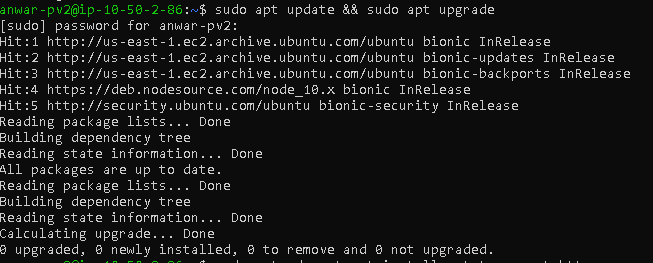 anwar-pv2@ip-10-50-2-86:~$ sudo apt update && sudo apt upgrade
[sudo] password for anwar-pv2:
Hit:1 http://us-east-1.ec2.archive.ubuntu.com/ubuntu bionic InRelease
Hit:2 http://us-east-1.ec2.archive.ubuntu.com/ubuntu bionic-updates InRelease
Hit:3 http://us-east-1.ec2.archive.ubuntu.com/ubuntu bionic-backports InRelease
Hit:4 https://deb.nodesource.com/node_10.x bionic InRelease
Hit:5 http://security.ubuntu.com/ubuntu bionic-security InRelease
Reading package lists... Done
Building dependency tree
Reading state information... Done
All packages are up to date.
Reading package lists... Done
Building dependency tree
Reading state information... Done
Calculating upgrade... Done
0 upgraded, 0 newly installed, 0 to remove and 0 not upgraded.